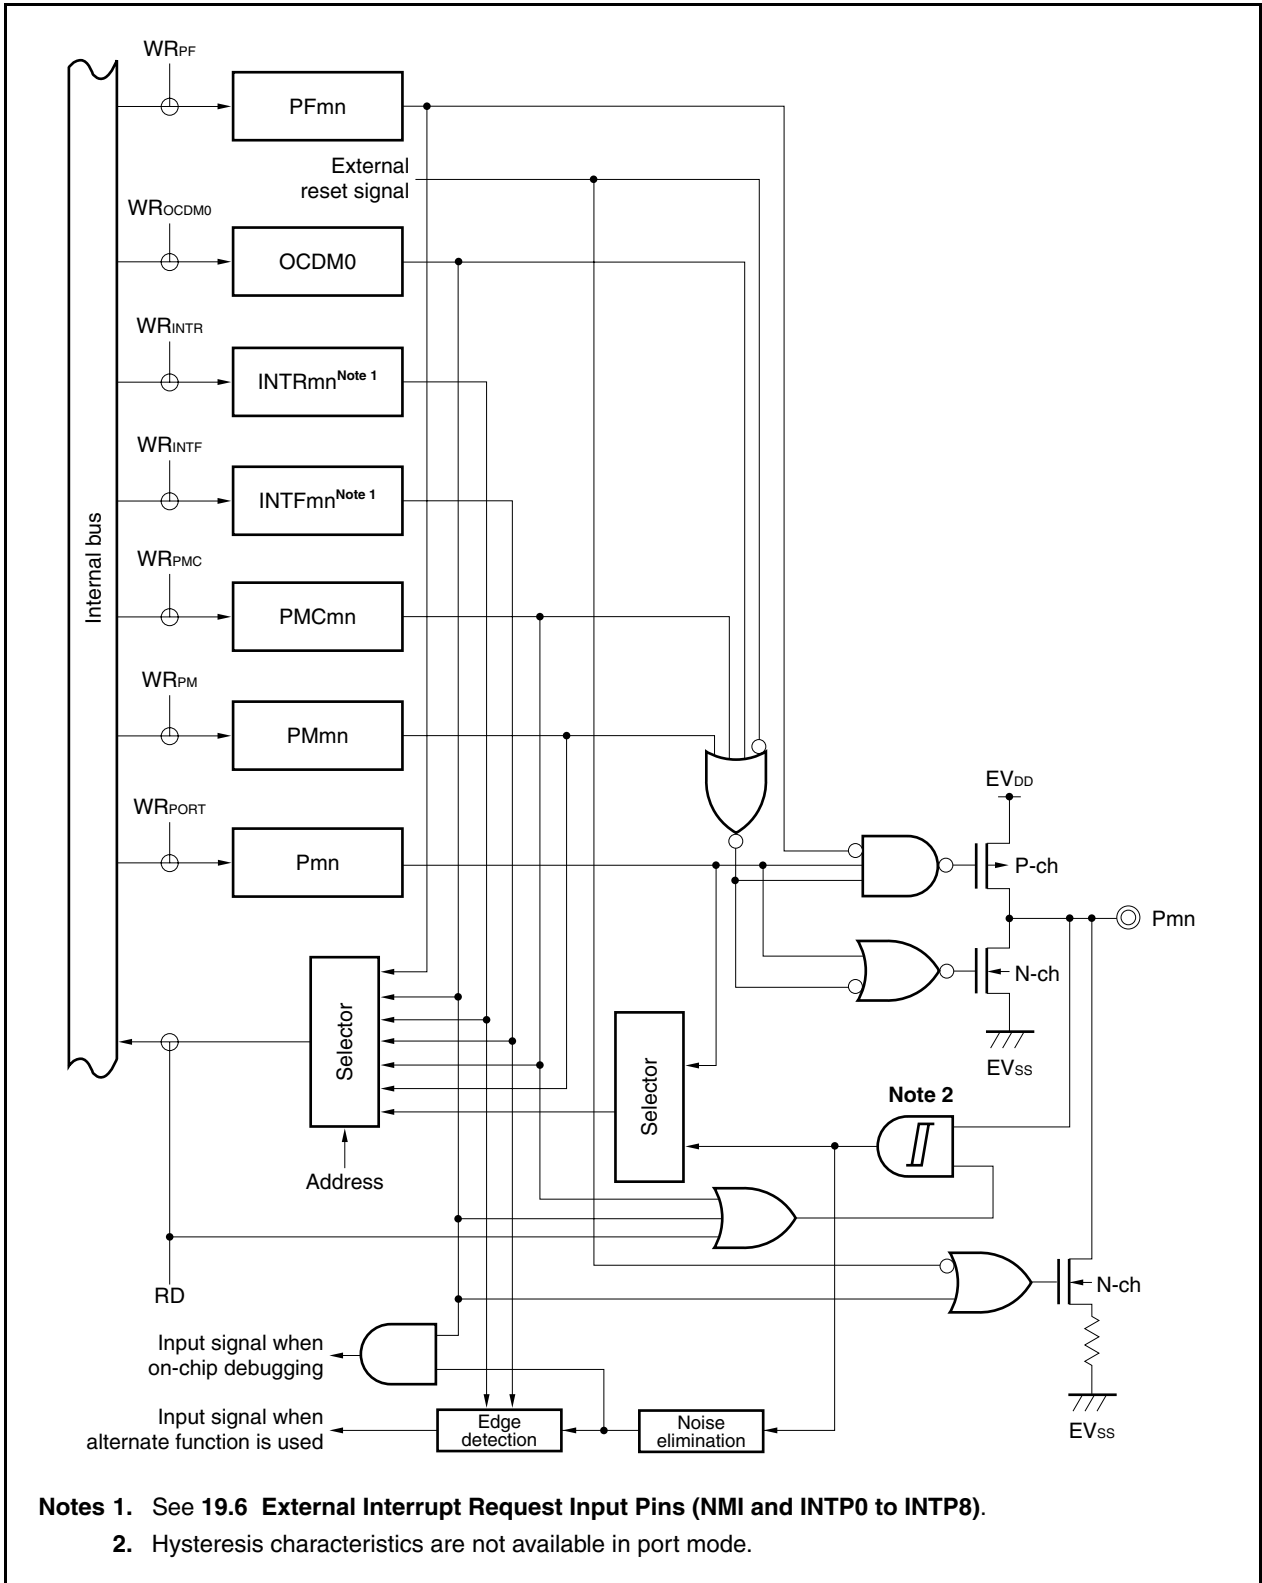 WRPF
PFmn
External
reset signal
WROCDM0
OCDM0
WRINTR
INTRmnNote 1
WRINTF
INTFmnNote 1
Internal bus
WRPMC
PMCmn
WRPM
PMmn
EVDD
WRPORT
Pmn
P-ch
Pmn
N-ch
Selector
Selector
EVSS
Note 2
Address
RD
N-ch
Input signal when
on-chip debugging
Input signal when
alternate function is used
Edge
detection
Noise
elimination
EVSS
Notes 1. See 19.6 External Interrupt Request Input Pins (NMI and INTP0 to INTP8).
2. Hysteresis characteristics are not available in port mode.